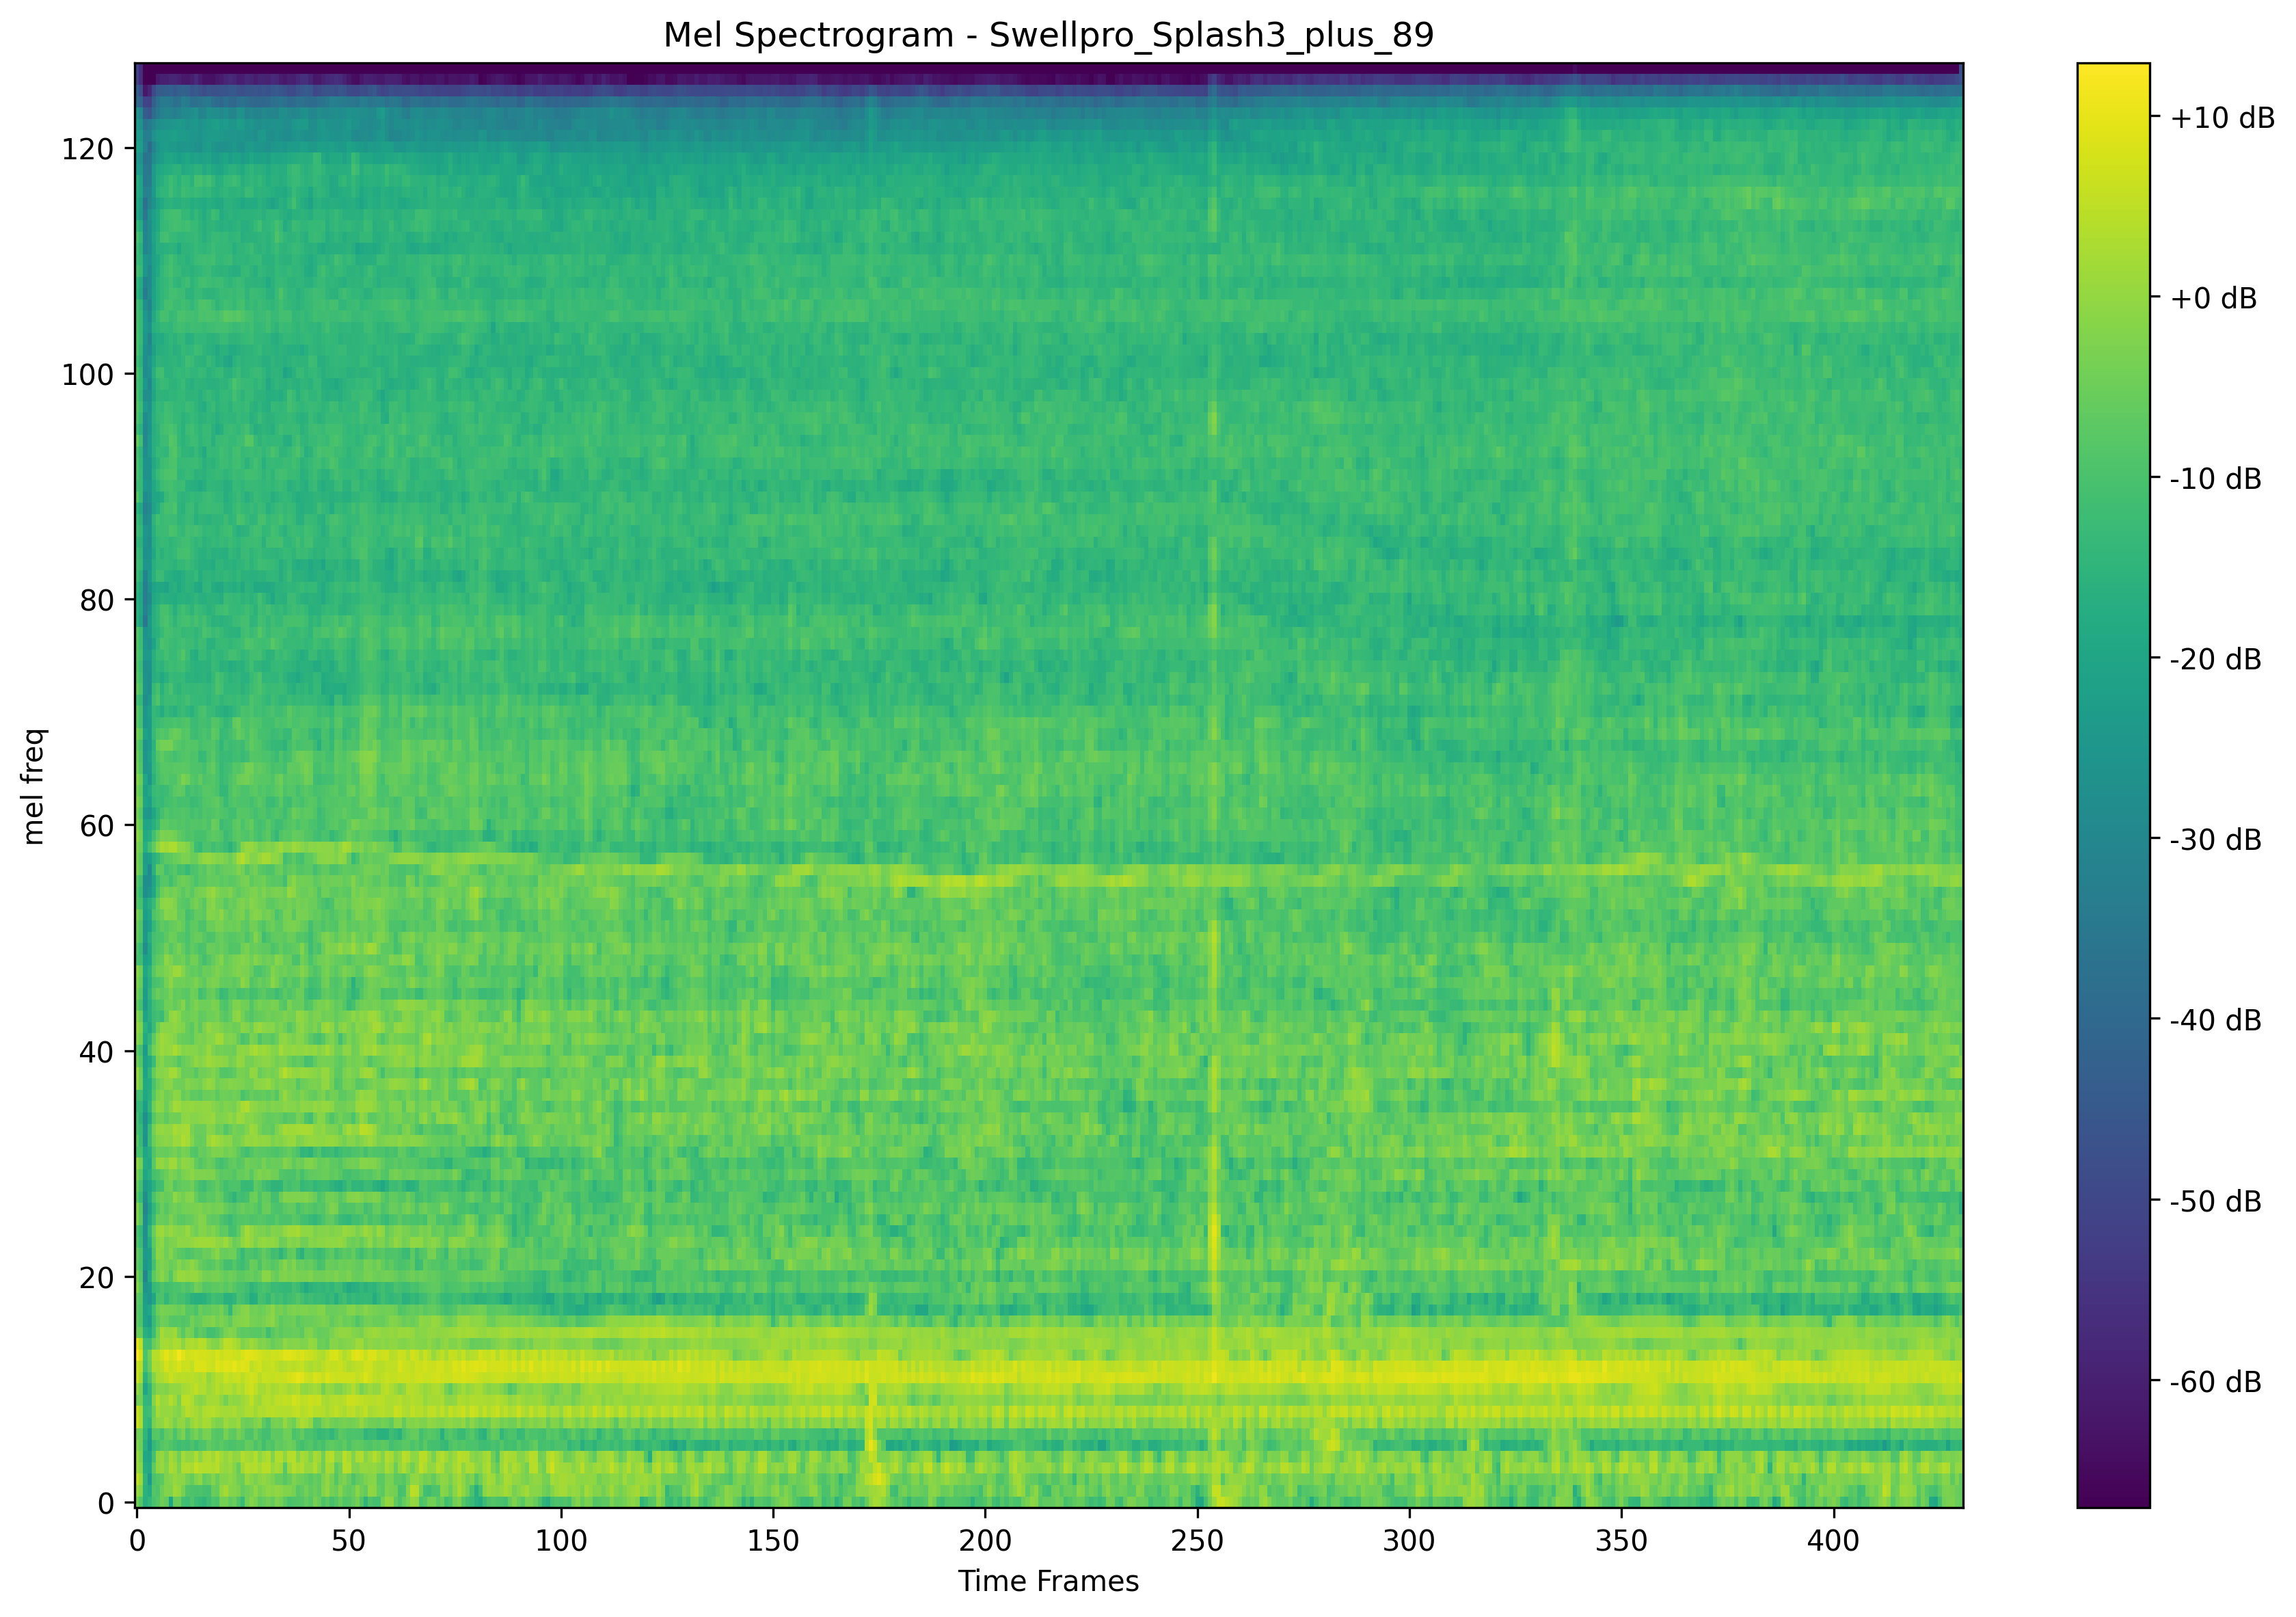 Mel Spectrogram - Swellpro_Splash3_plus_89
mel freq
120
100
80
60
40
20
0
0 50 100 150 200 250 300 350 400
Time Frames
+10 dB
+0 dB
-10 dB
-20 dB
-30 dB
-40 dB
-50 dB
-60 dB